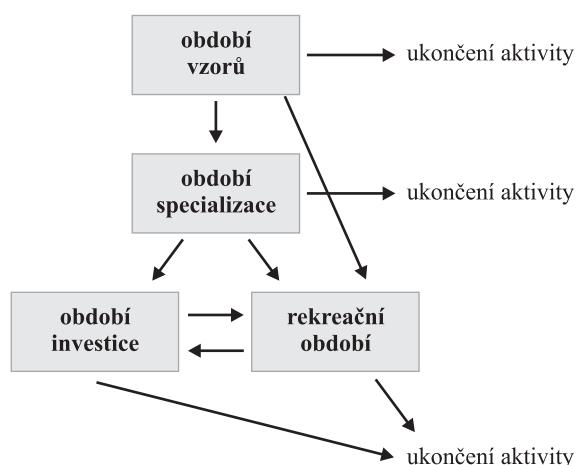 období
vzorů
ukončení aktivity
období
specializace
ukončení aktivity
období
investice
rekreační
období
ukončení aktivity